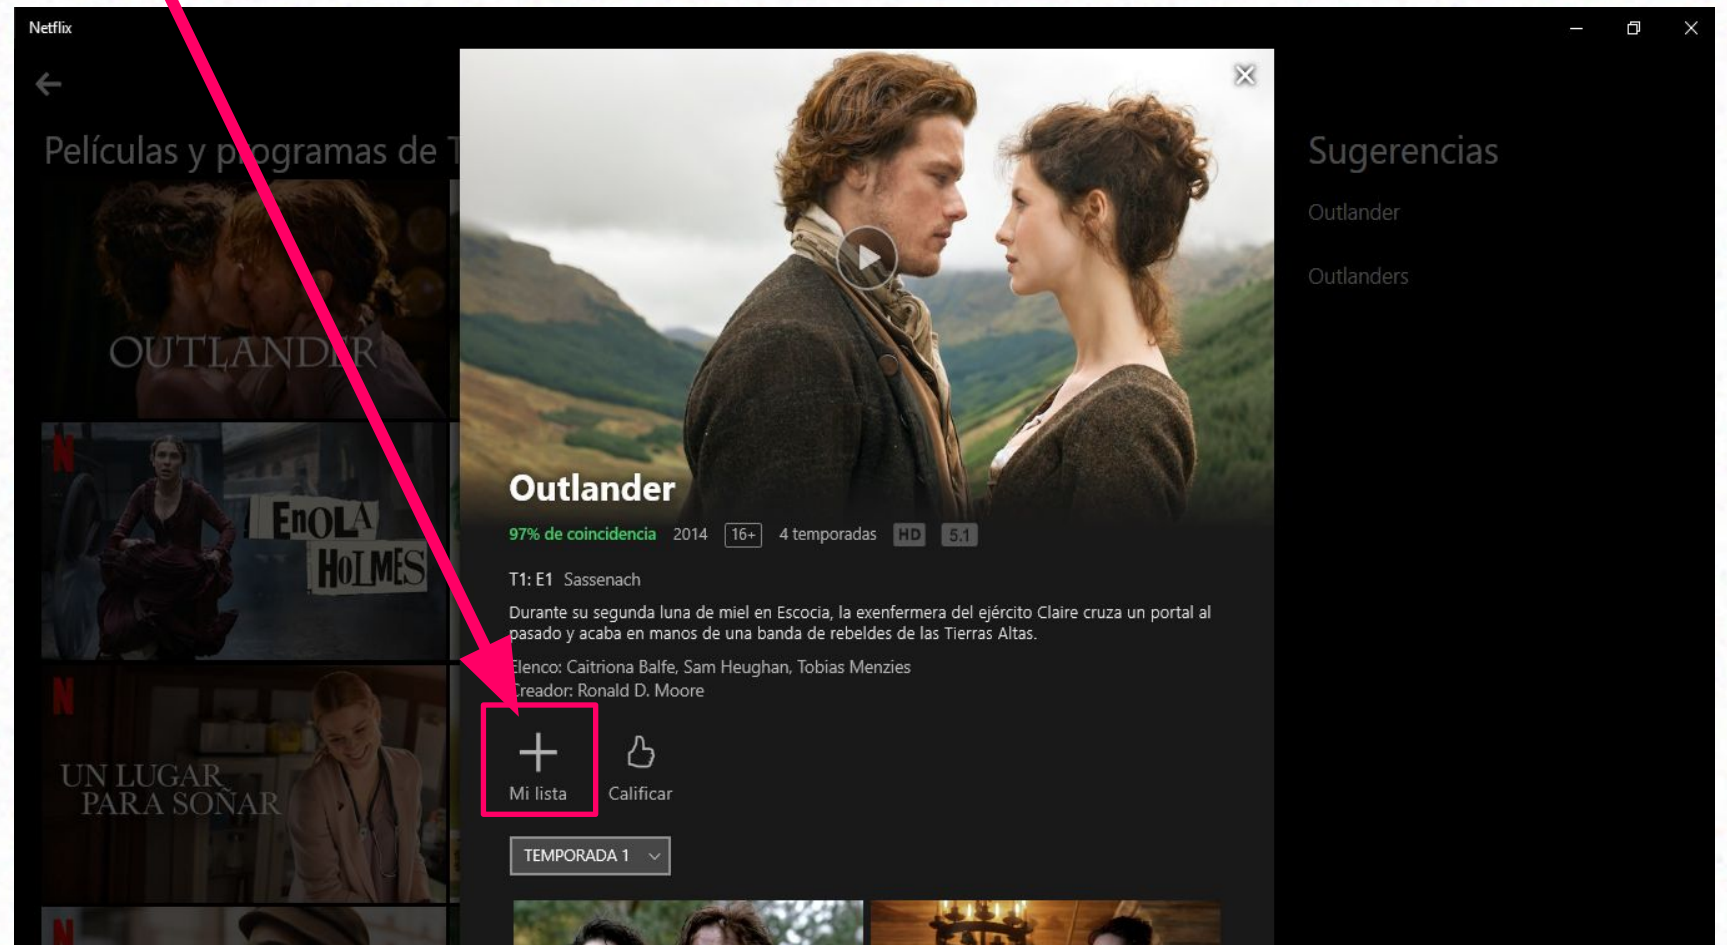 Netflix
Películas y programas de T
Sugerencias
Outlander
Outlanders
OUTLANDER
N
ENOLA
HOLMES
N
UN LUGAR
PARA SOÑAR
N
Outlander
97% de coincidencia 2014 16+ 4 temporadas HD 5.1
T1: E1 Sassenach
Durante su segunda luna de miel en Escocia, la exenfermera del ejército Claire cruza un portal al
pasado y acaba en manos de una banda de rebeldes de las Tierras Altas.
Elenco: Caitriona Balfe, Sam Heughan, Tobias Menzies
Creador: Ronald D. Moore
Mi lista Calificar
TEMPORADA 1